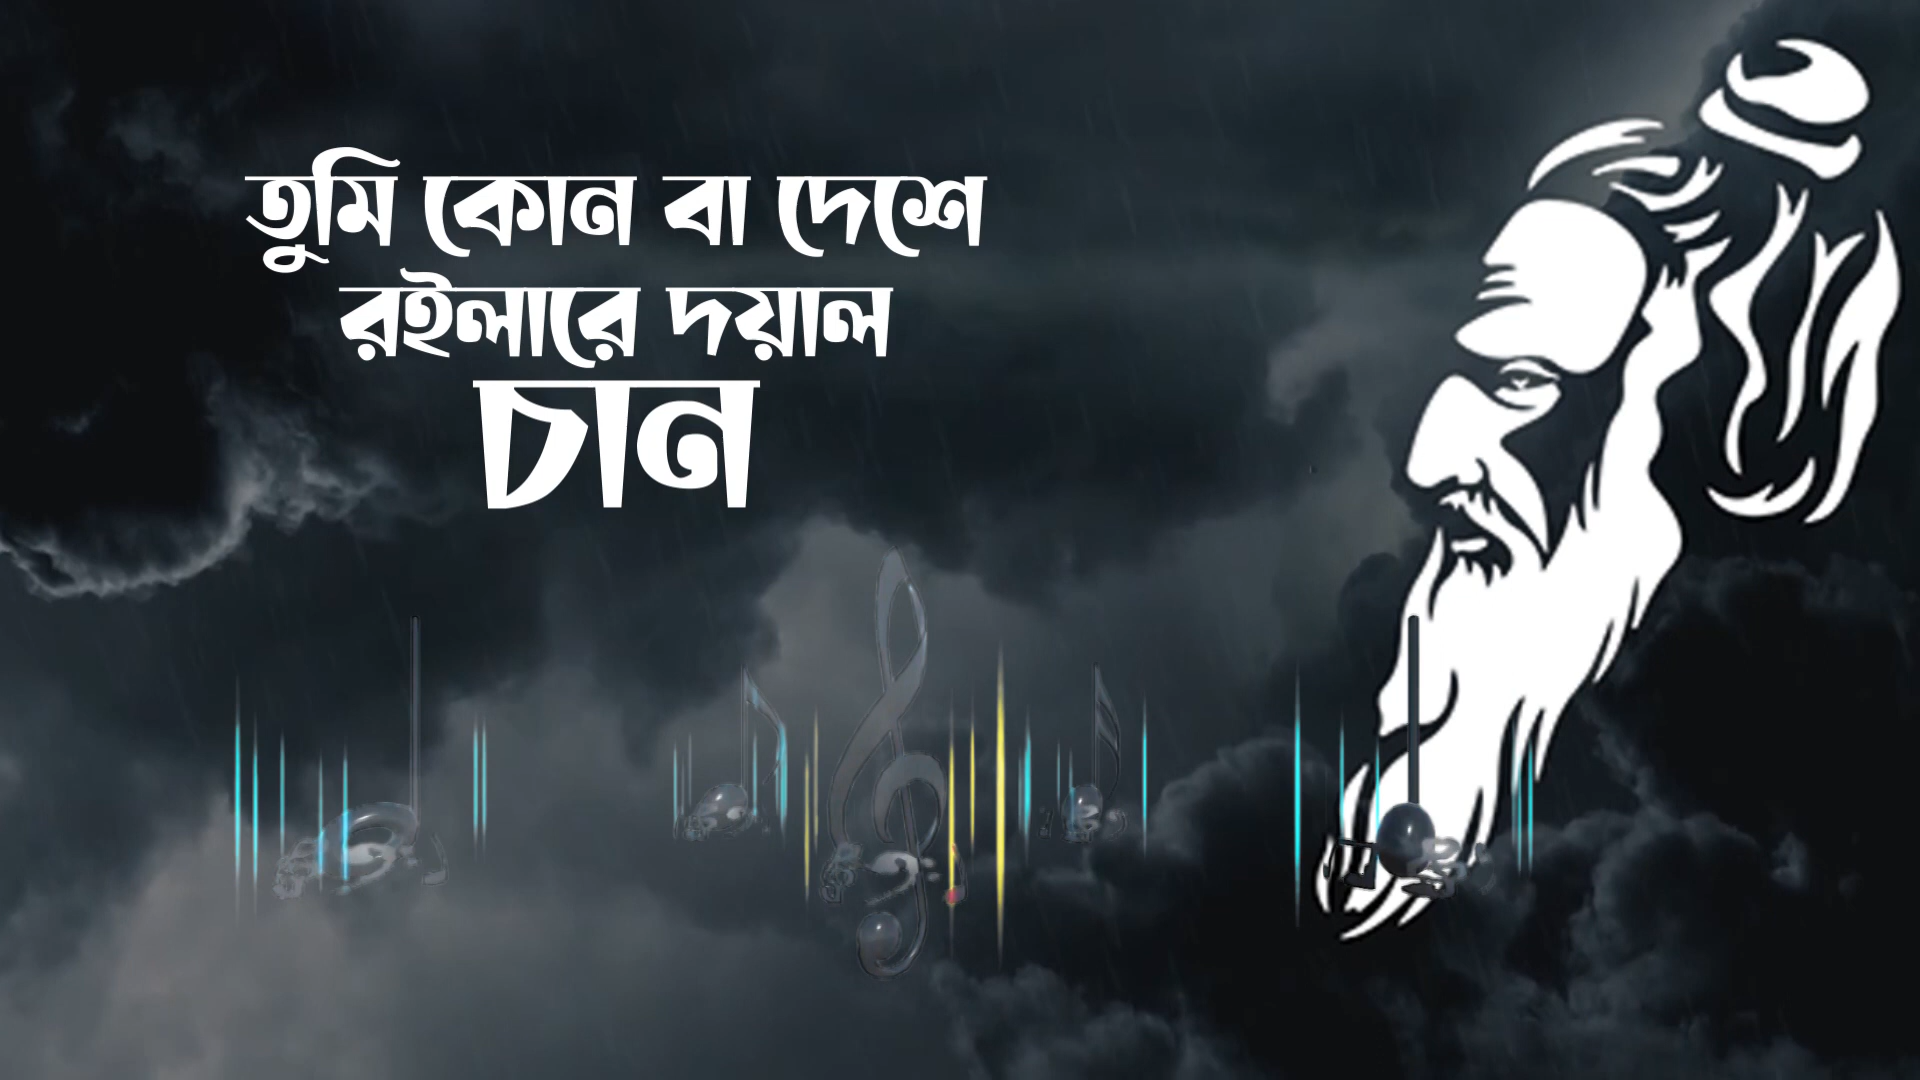 তুমি কোন বা দেশে
রইলারে দয়াল
চান